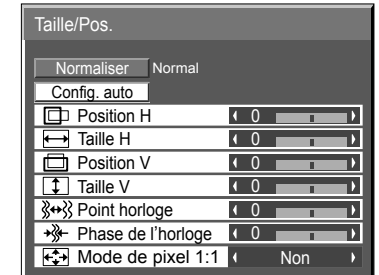 Taille/Pos.
Normaliser Normal
Config. auto
Position H 0
Taille H 0
Position V 0
Taille V 0
Point horloge 0
Phase de l'horloge 0
Mode de pixel 1:1 Non